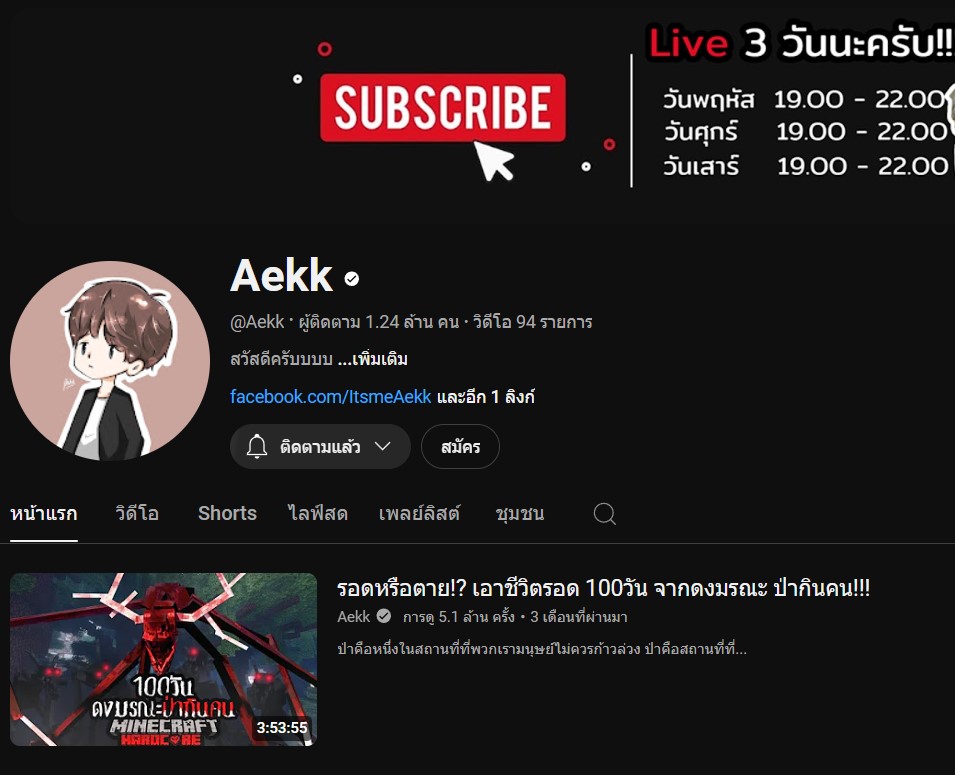 Live 3 วันนะครับ!!
SUBSCRIBE
วันพฤหัส 19.00 - 22.00
วันศุกร์ 19.00 - 22.00
วันเสาร์ 19.00 - 22.00
Aekk
@Aekk · ผู้ติดตาม 1.24 ล้าน คน · วิดีโอ 94 รายการ
สวัสดีครับบบบ ...เพิ่มเติม
facebook.com/ItsmeAekk และอีก 1 ลิงก์
ติดตามแล้ว สมัคร
หน้าแรก วิดีโอ Shorts ไลฟ์สด เพลย์ลิสต์ ชุมชน
รอดหรือตาย!? เอาชีวิตรอด 100วัน จากดงมรณะ ป่ากินคน!!!
Aekk การดู 5.1 ล้าน ครั้ง • 3 เดือนที่ผ่านมา
ป่าคือหนึ่งในสถานที่ที่พวกเรามนุษย์ไม่ควรก้าวล่วง ป่าคือสถานที่ที่...
100วัน
ดงมรณะป่ากินคน
MINECRAFT
HARDCORE
3:53:55